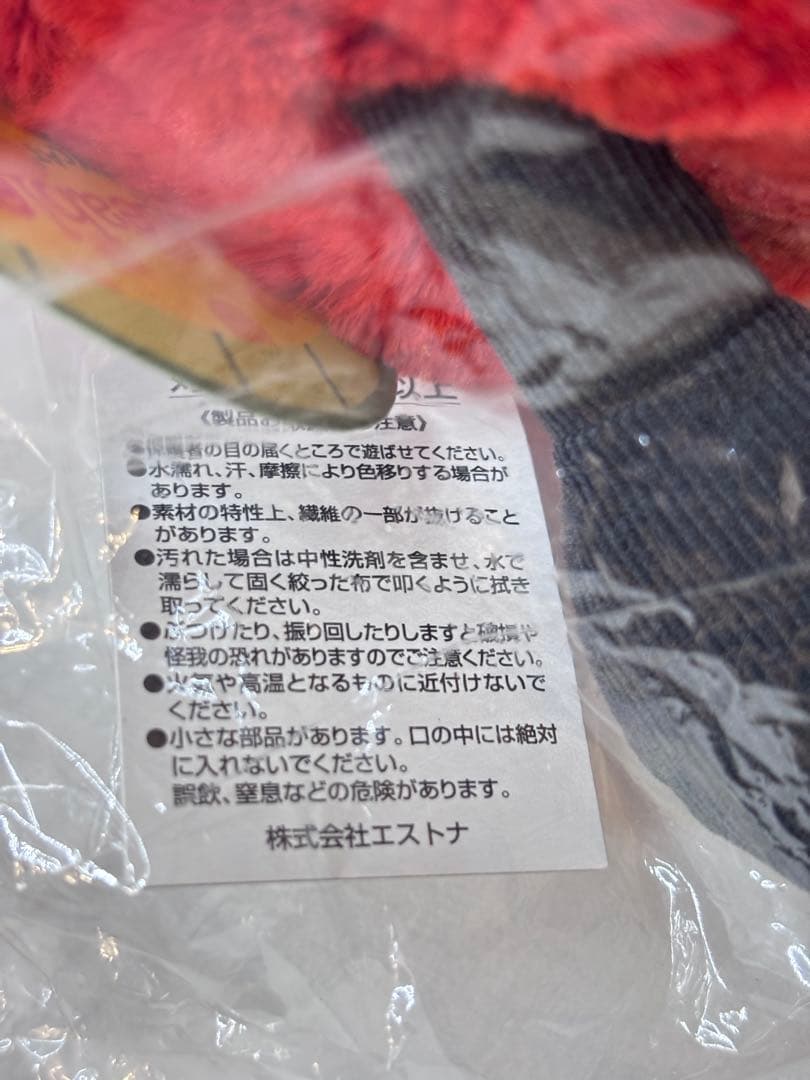 以上
《製品 注意》
の目の届くところで遊ばせてください。
●水濡れ、汗、摩擦により色移りする場合が
あります。
●素材の特性上、繊維の一部が抜けること
があります。
●汚れた場合は中性洗剤を含ませ、水で
濡らして固く絞った布で叩くように拭き
取ってください。
●ぶつけたり、振り回したりしますと破損や
怪我の恐れがありますのでご注意ください。
●火気や高温となるものに近付けないで
ください。
●小さな部品があります。口の中には絶対
に入れないでください。
誤飲、窒息などの危険があります。
株式会社エストナ